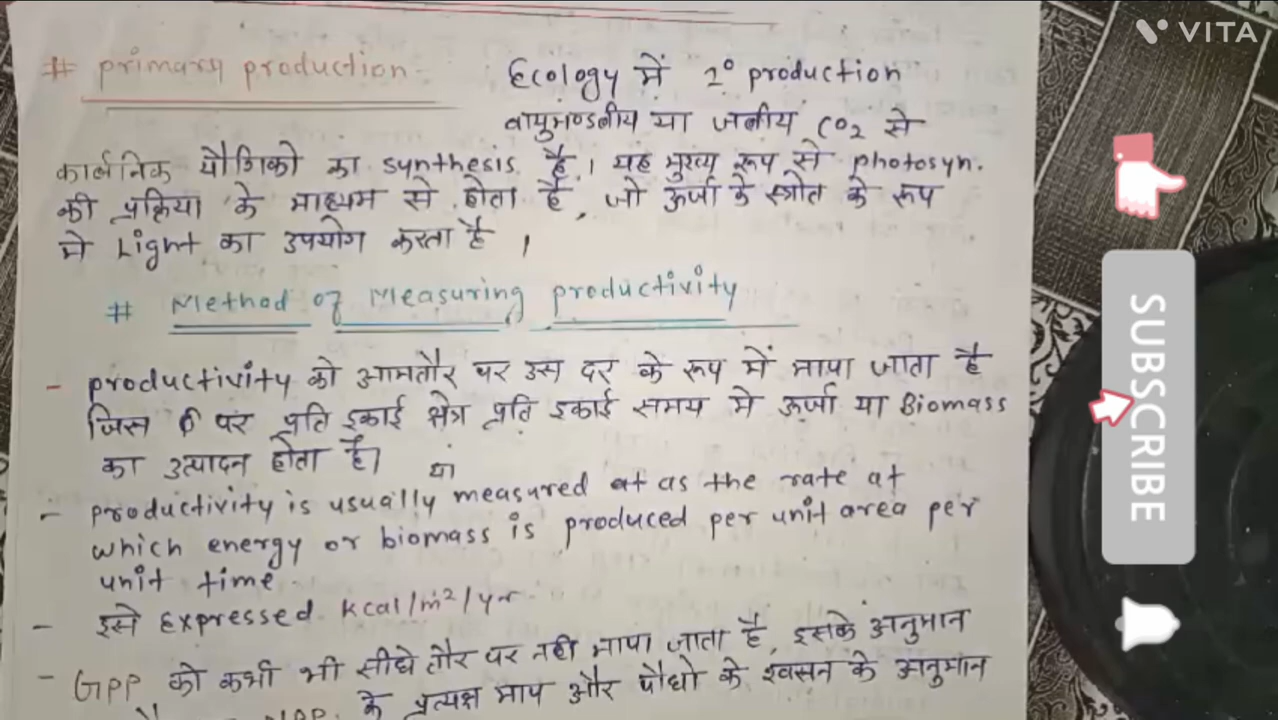 VITA
# primary production -
Ecology में 1° production
वायुमण्डलीय या जलीय CO2 से
कार्बनिक यौगिको का synthesis है। यह मुख्य रूप से photosyn.
की प्रक्रिया के माध्यम से होता है, जो ऊर्जा के स्त्रोत के रूप
मे Light का उपयोग करता है ।
# Method of Measuring productivity
- productivity को आमतौर पर उस दर के रूप में मापा जाता है
जिस पर प्रति इकाई क्षेत्र प्रति इकाई समय मे ऊर्जा या Biomass
का उत्पादन होता है।
या
- productivity is usually measured at as the rate at
which energy or biomass is produced per unit area per
unit time
- इसे Expressed kcal/m²/yr
- GPP को कभी भी सीधे तौर पर नही मापा जाता है, इसके अनुमान
NPP के प्रत्यक्ष माप और पौधो के श्वसन के अनुमान
SUBSCRIBE